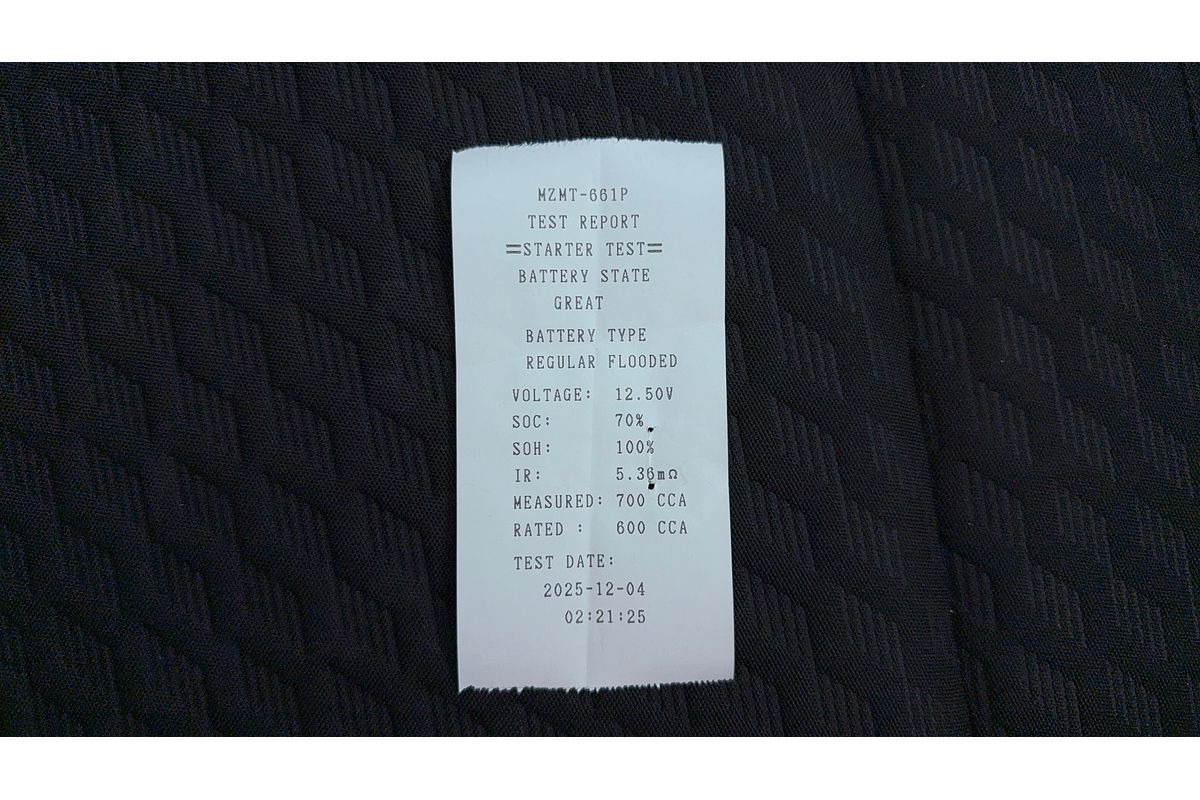 MZMT-661P
TEST REPORT
=STARTER TEST=
BATTERY STATE
GREAT
BATTERY TYPE
REGULAR FLOODED
VOLTAGE: 12.50V
SOC: 70%
SOH: 100%
IR: 5.36mΩ
MEASURED: 700 CCA
RATED : 600 CCA
TEST DATE:
2025-12-04
02:21:25